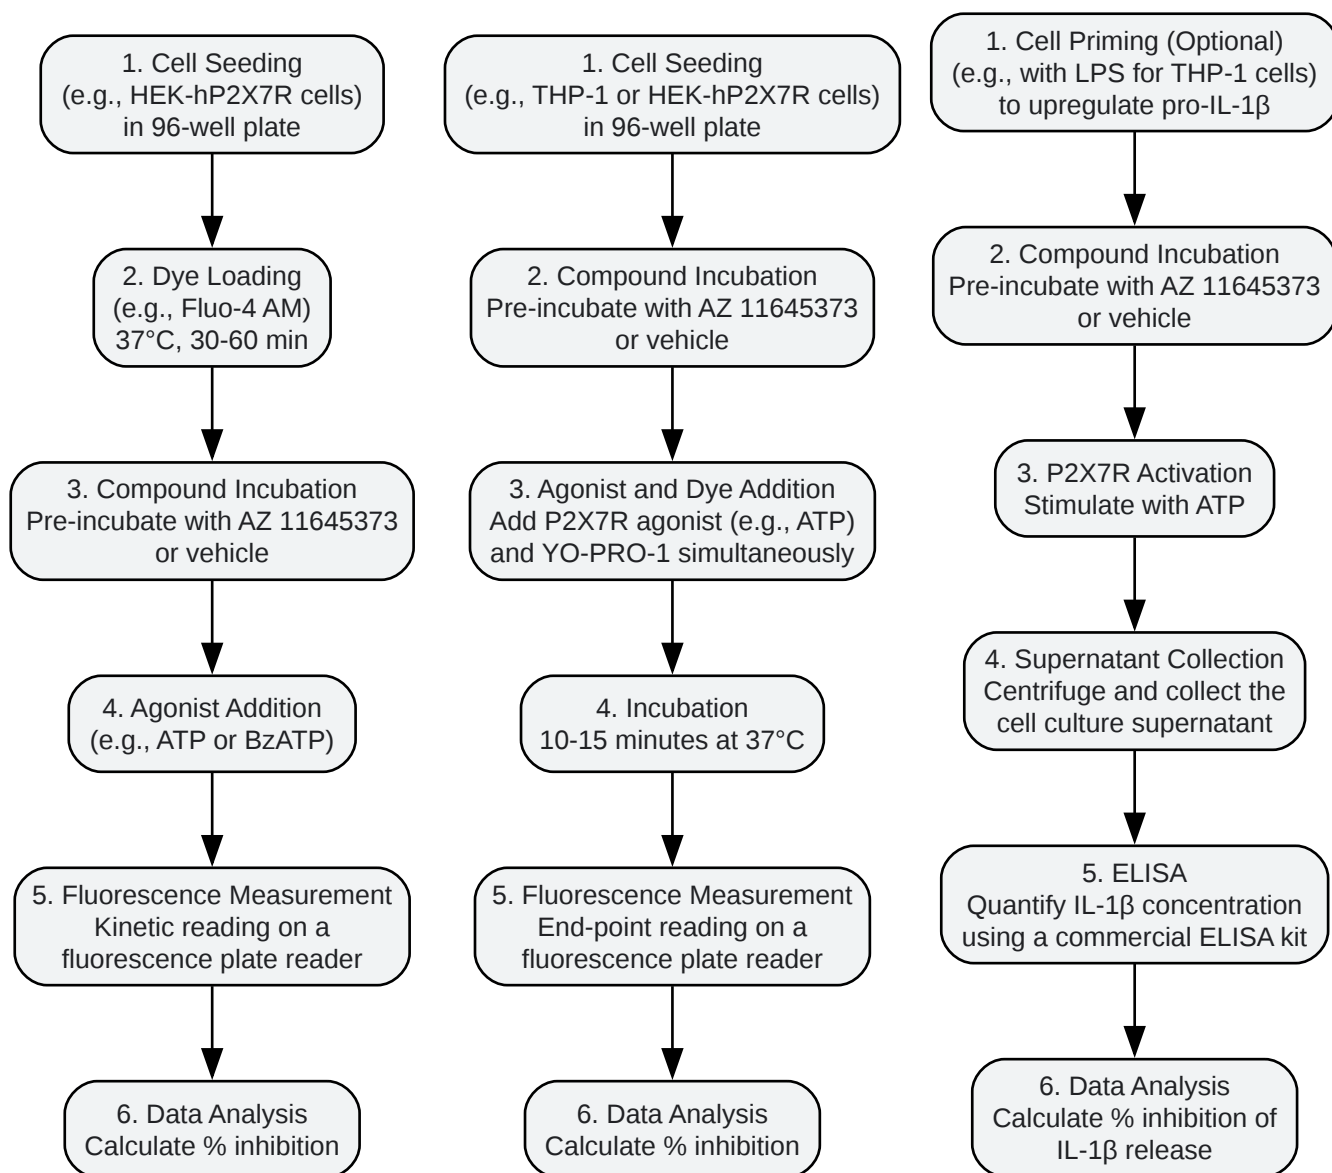 1. Cell Seeding
(e.g., HEK-hP2X7R cells)
in 96-well plate
2. Dye Loading
(e.g., Fluo-4 AM)
37°C, 30-60 min
3. Compound Incubation
Pre-incubate with AZ 11645373
or vehicle
4. Agonist Addition
(e.g., ATP or BzATP)
5. Fluorescence Measurement
Kinetic reading on a
fluorescence plate reader
6. Data Analysis
Calculate % inhibition
1. Cell Seeding
(e.g., THP-1 or HEK-hP2X7R cells)
in 96-well plate
2. Compound Incubation
Pre-incubate with AZ 11645373
or vehicle
3. Agonist and Dye Addition
Add P2X7R agonist (e.g., ATP)
and YO-PRO-1 simultaneously
4. Incubation
10-15 minutes at 37°C
5. Fluorescence Measurement
End-point reading on a
fluorescence plate reader
6. Data Analysis
Calculate % inhibition
1. Cell Priming (Optional)
(e.g., with LPS for THP-1 cells)
to upregulate pro-IL-1β
2. Compound Incubation
Pre-incubate with AZ 11645373
or vehicle
3. P2X7R Activation
Stimulate with ATP
4. Supernatant Collection
Centrifuge and collect the
cell culture supernatant
5. ELISA
Quantify IL-1β concentration
using a commercial ELISA kit
6. Data Analysis
Calculate % inhibition of
IL-1β release